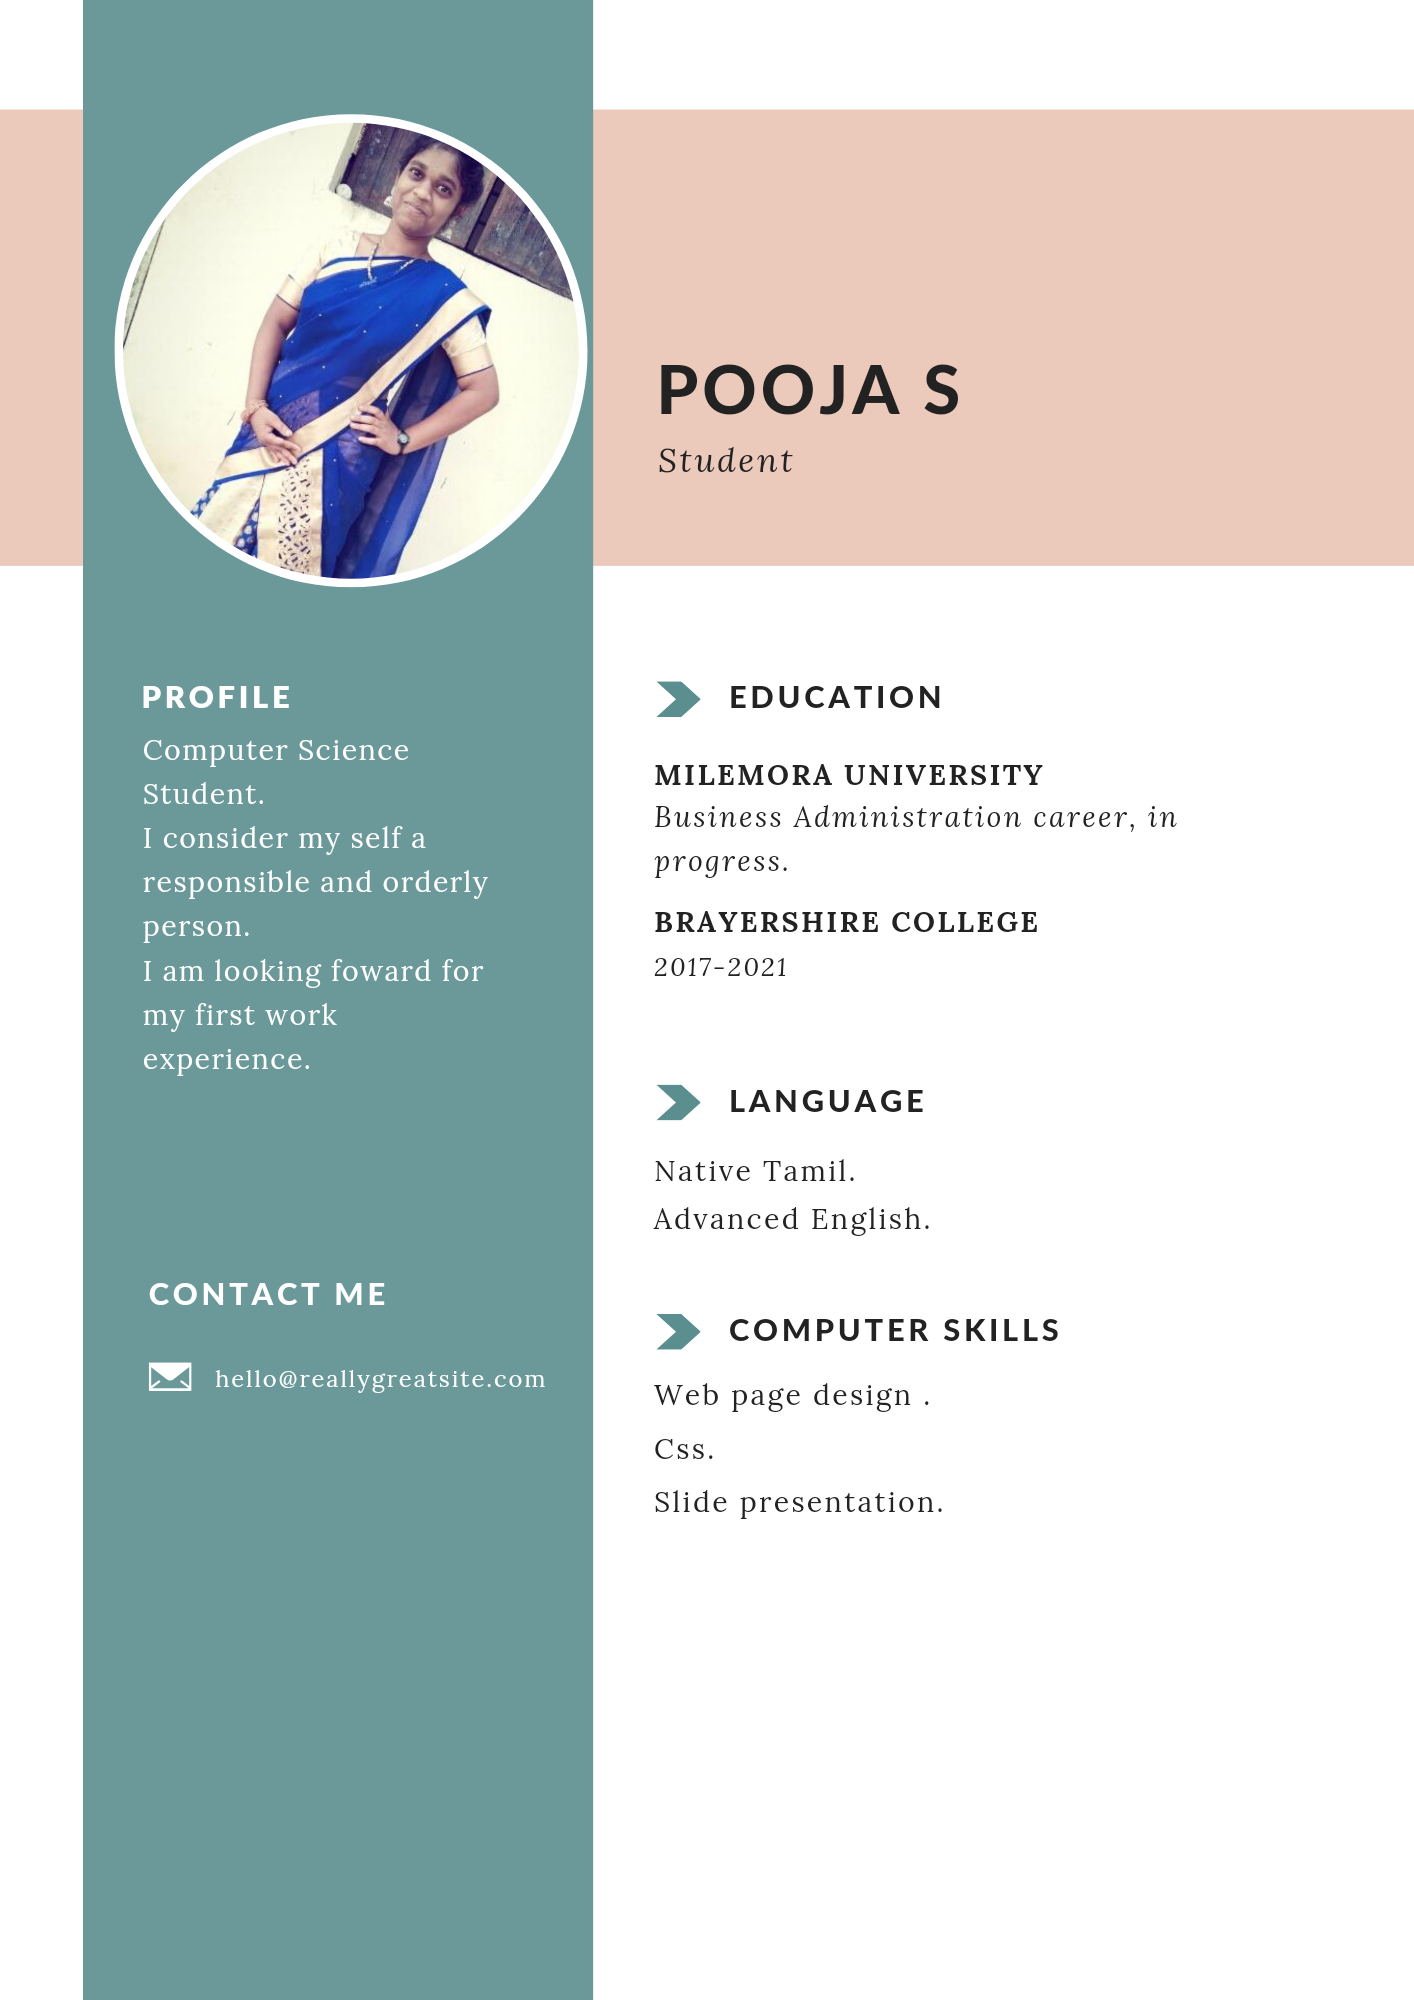 POOJA S
Student
PROFILE
Computer Science
Student.
I consider my self a
responsible and orderly
person.
I am looking foward for
my first work
experience.
CONTACT ME
hello@reallygreatsite.com
EDUCATION
MILEMORA UNIVERSITY
Business Administration career, in
progress.
BRAYERSHIRE COLLEGE
2017-2021
LANGUAGE
Native Tamil.
Advanced English.
COMPUTER SKILLS
Web page design .
Css.
Slide presentation.